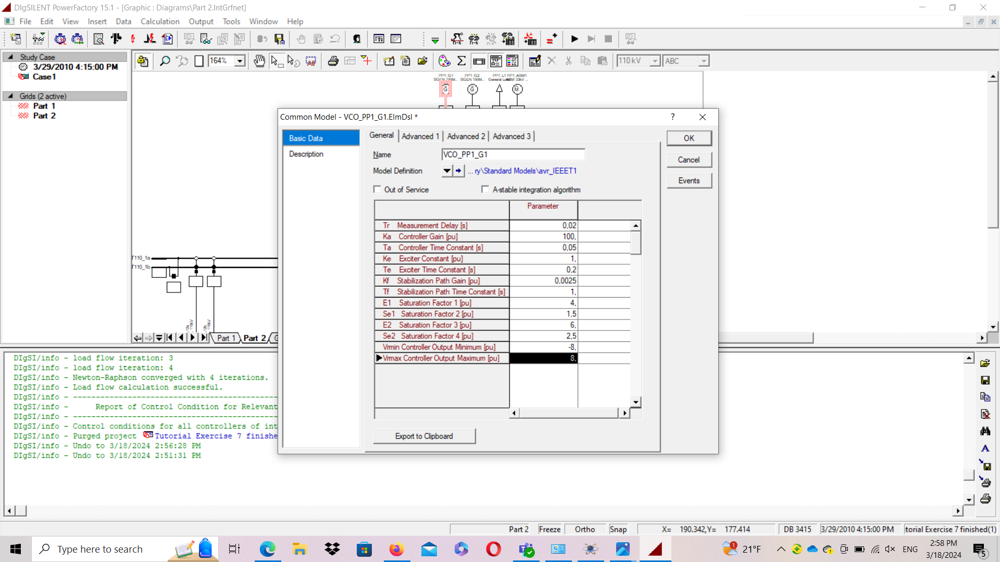 DIgSILENT PowerFactory 15.1 - [Graphic : Diagrams\Part 2.IntGrfnet]
File Edit View Insert Data Calculation Output Tools Window Help
Study Case
3/29/2010 4:15:00 PM
Case1
Grids (2 active)
Part 1
Part 2
164%
110 kV
ABC
PP1_G1 PP1_G2 PP1_L1 PP1_ASM1
G G M
T110_1a
T110_1b
Common Model - VCO_PP1_G1.ElmDsl *
?
Basic Data
Description
General Advanced 1 Advanced 2 Advanced 3
Name VCO_PP1_G1
Model Definition ... ry\Standard Models\avr_IEEET1
Out of Service A-stable integration algorithm
Parameter
Tr Measurement Delay [s] 0,02
Ka Controller Gain [pu] 100,
Ta Controller Time Constant [s] 0,05
Ke Exciter Constant [pu] 1,
Te Exciter Time Constant [s] 0,2
Kf Stabilization Path Gain [pu] 0,0025
Tf Stabilization Path Time Constant [s] 1,
E1 Saturation Factor 1 [pu] 4,
Se1 Saturation Factor 2 [pu] 1,5
E2 Saturation Factor 3 [pu] 6,
Se2 Saturation Factor 4 [pu] 2,5
Vmin Controller Output Minimum [pu] -8,
Vmax Controller Output Maximum [pu] 8,
Export to Clipboard
OK
Cancel
Events
Part 1 Part 2
DIgSI/info - load flow iteration: 3
DIgSI/info - load flow iteration: 4
DIgSI/info - Newton-Raphson converged with 4 iterations.
DIgSI/info - Load flow calculation successful.
DIgSI/info - --------------------------------------------
DIgSI/info - Report of Control Condition for Relevant
DIgSI/info - --------------------------------------------
DIgSI/info - Control conditions for all controllers of int
DIgSI/info - Purged project Tutorial Exercise 7 finishe
DIgSI/info - Undo to 3/18/2024 2:56:28 PM
DIgSI/info - Undo to 3/18/2024 2:51:31 PM
Part 2 Freeze Ortho Snap X= 190.342,Y= 177.414 DB 3415 3/29/2010 4:15:00 PM torial Exercise 7 finished(1)
Type here to search
1
21°F
ENG
2:58 PM
3/18/2024
5